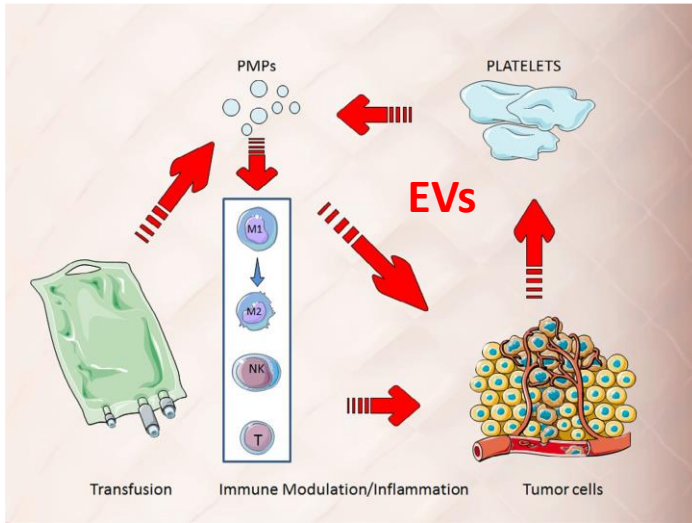 PMPs
PLATELETS
EVs
M1
M2
NK
T
Transfusion
Immune Modulation/Inflammation
Tumor cells